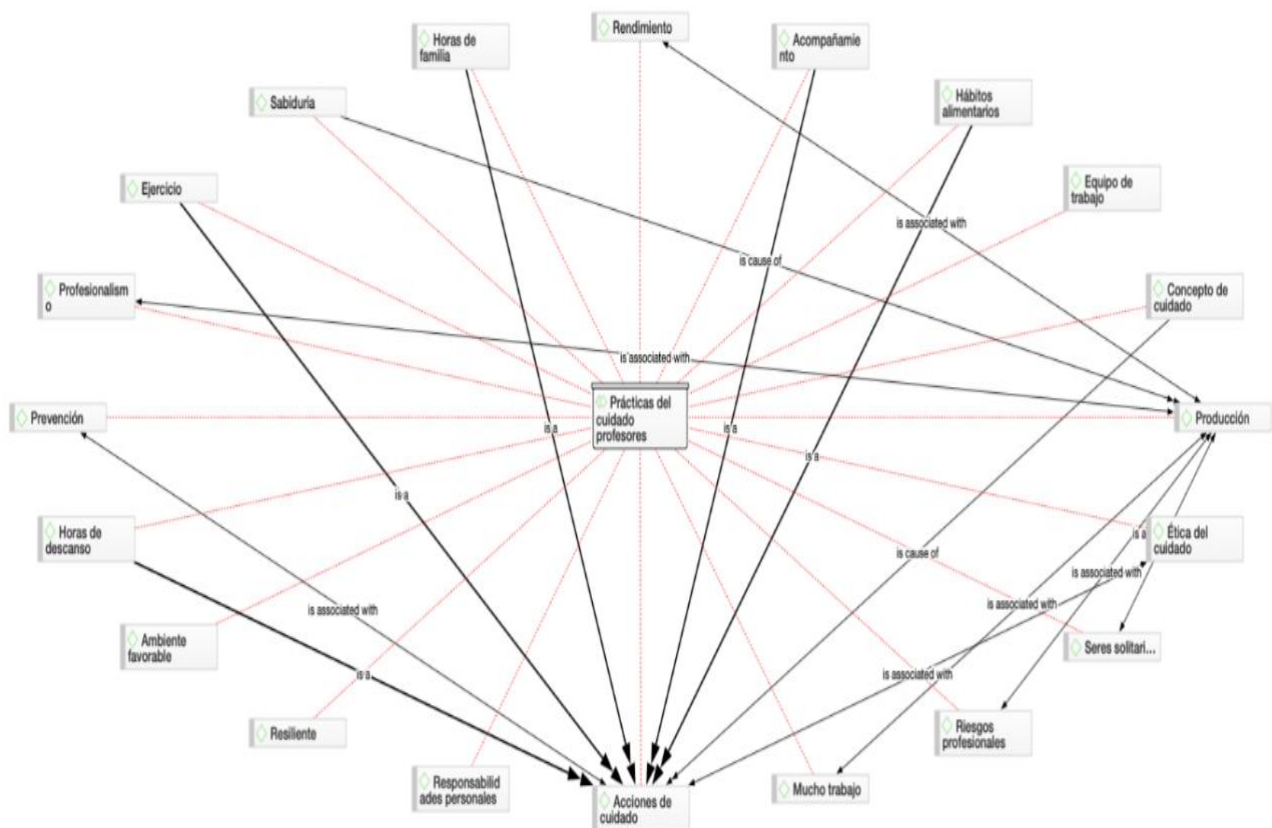 Rendimiento
Horas de
familia
Acompañamie
nto
Sabiduria
Hábitos
alimentarios
Ejercicio
Equipo de
trabajo
is associated with
is cause of
Profesionalism
o
Concepto de
cuidado
is associated with
Prácticas del
cuidado
profesores
Prevención
Producción
is a
is a
is a
is a
Horas de
descanso
is a
Ética del
cuidado
is cause of
is associated with
is associated with
is associated with
Ambiente
favorable
Seres solitari...
is a
is associated with
Resiliente
Riesgos
profesionales
Responsabilid
ades personales
Acciones de
cuidado
Mucho trabajo